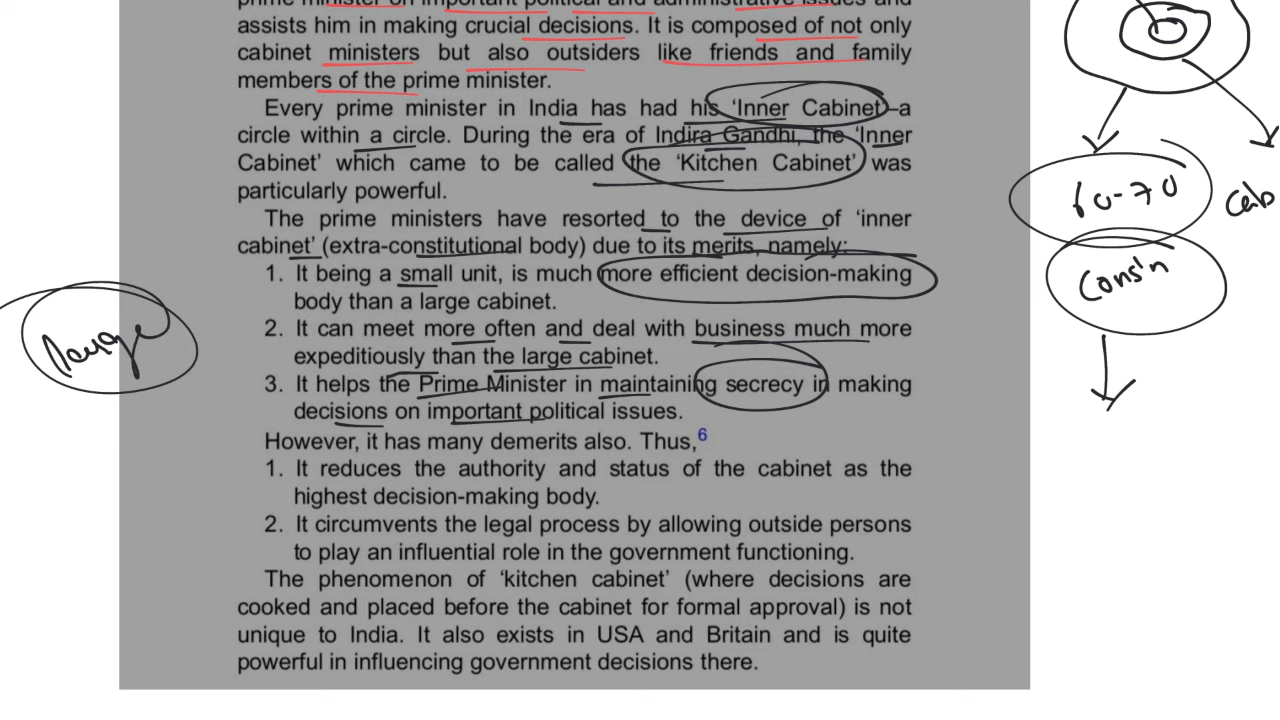 prime minister on important political and administrative issues and
assists him in making crucial decisions. It is composed of not only
cabinet ministers but also outsiders like friends and family
members of the prime minister.
Every prime minister in India has had his ‘Inner Cabinet’–a
circle within a circle. During the era of Indira Gandhi, the ‘Inner
Cabinet’ which came to be called the ‘Kitchen Cabinet’ was
particularly powerful.
The prime ministers have resorted to the device of ‘inner
cabinet’ (extra-constitutional body) due to its merits, namely:
1. It being a small unit, is much more efficient decision-making
body than a large cabinet.
2. It can meet more often and deal with business much more
expeditiously than the large cabinet.
3. It helps the Prime Minister in maintaining secrecy in making
decisions on important political issues.
However, it has many demerits also. Thus,6
1. It reduces the authority and status of the cabinet as the
highest decision-making body.
2. It circumvents the legal process by allowing outside persons
to play an influential role in the government functioning.
The phenomenon of ‘kitchen cabinet’ (where decisions are
cooked and placed before the cabinet for formal approval) is not
unique to India. It also exists in USA and Britain and is quite
powerful in influencing government decisions there.
60-70
Cab
Cons'n